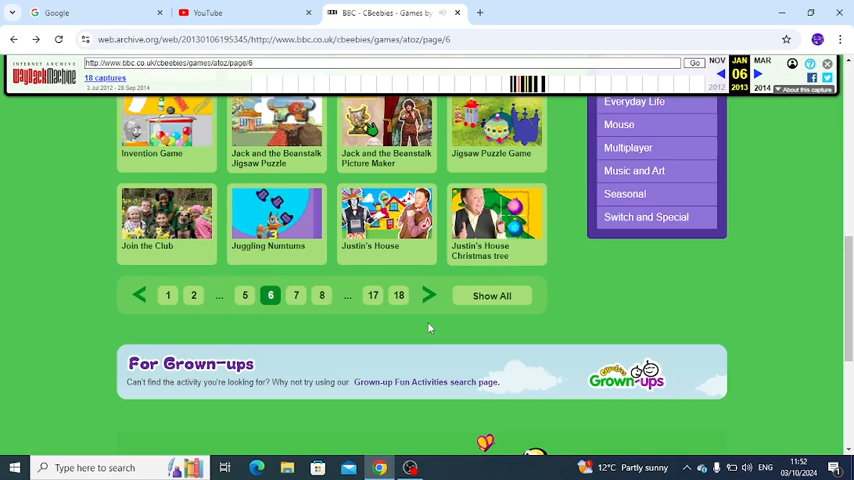 Google
YouTube
BBC - CBeebies - Games by
web.archive.org/web/20130106195345/http://www.bbc.co.uk/cbeebies/games/atoz/page/6
INTERNET ARCHIVE
WayBackMachine
http://www.bbc.co.uk/cbeebies/games/atoz/page/6
Go
NOV
JAN
MAR
18 captures
06
3 Jul 2012 - 28 Sep 2014
2012
2013
2014
About this capture
Everyday Life
Mouse
Multiplayer
Music and Art
Seasonal
Switch and Special
Invention Game
Jack and the Beanstalk
Jigsaw Puzzle
Jack and the Beanstalk
Picture Maker
Jigsaw Puzzle Game
Join the Club
Juggling Numtums
Justin's House
Justin's House
Christmas tree
1 2 ... 5 6 7 8 ... 17 18
Show All
For Grown-ups
Can't find the activity you're looking for? Why not try using our Grown-up Fun Activities search page.
CBeebies
Grown-ups
Type here to search
12°C Partly sunny
ENG
11:52
03/10/2024